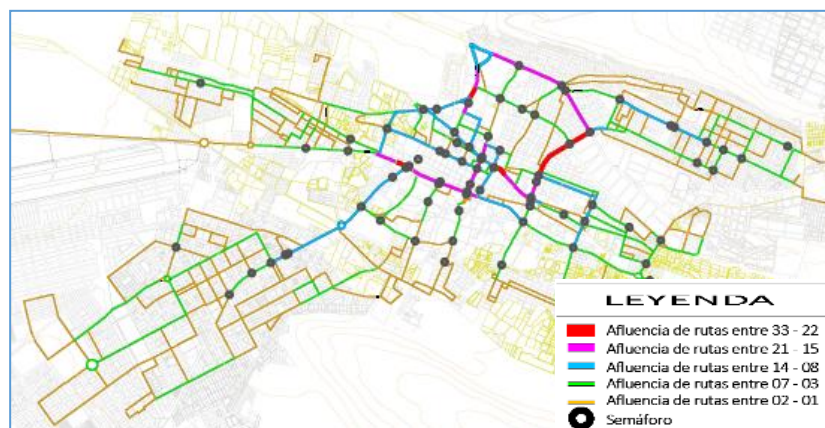 LEYENDA
Afluencia de rutas entre 33 - 22
Afluencia de rutas entre 21 - 15
Afluencia de rutas entre 14 - 08
Afluencia de rutas entre 07 - 03
Afluencia de rutas entre 02 - 01
Semáforo